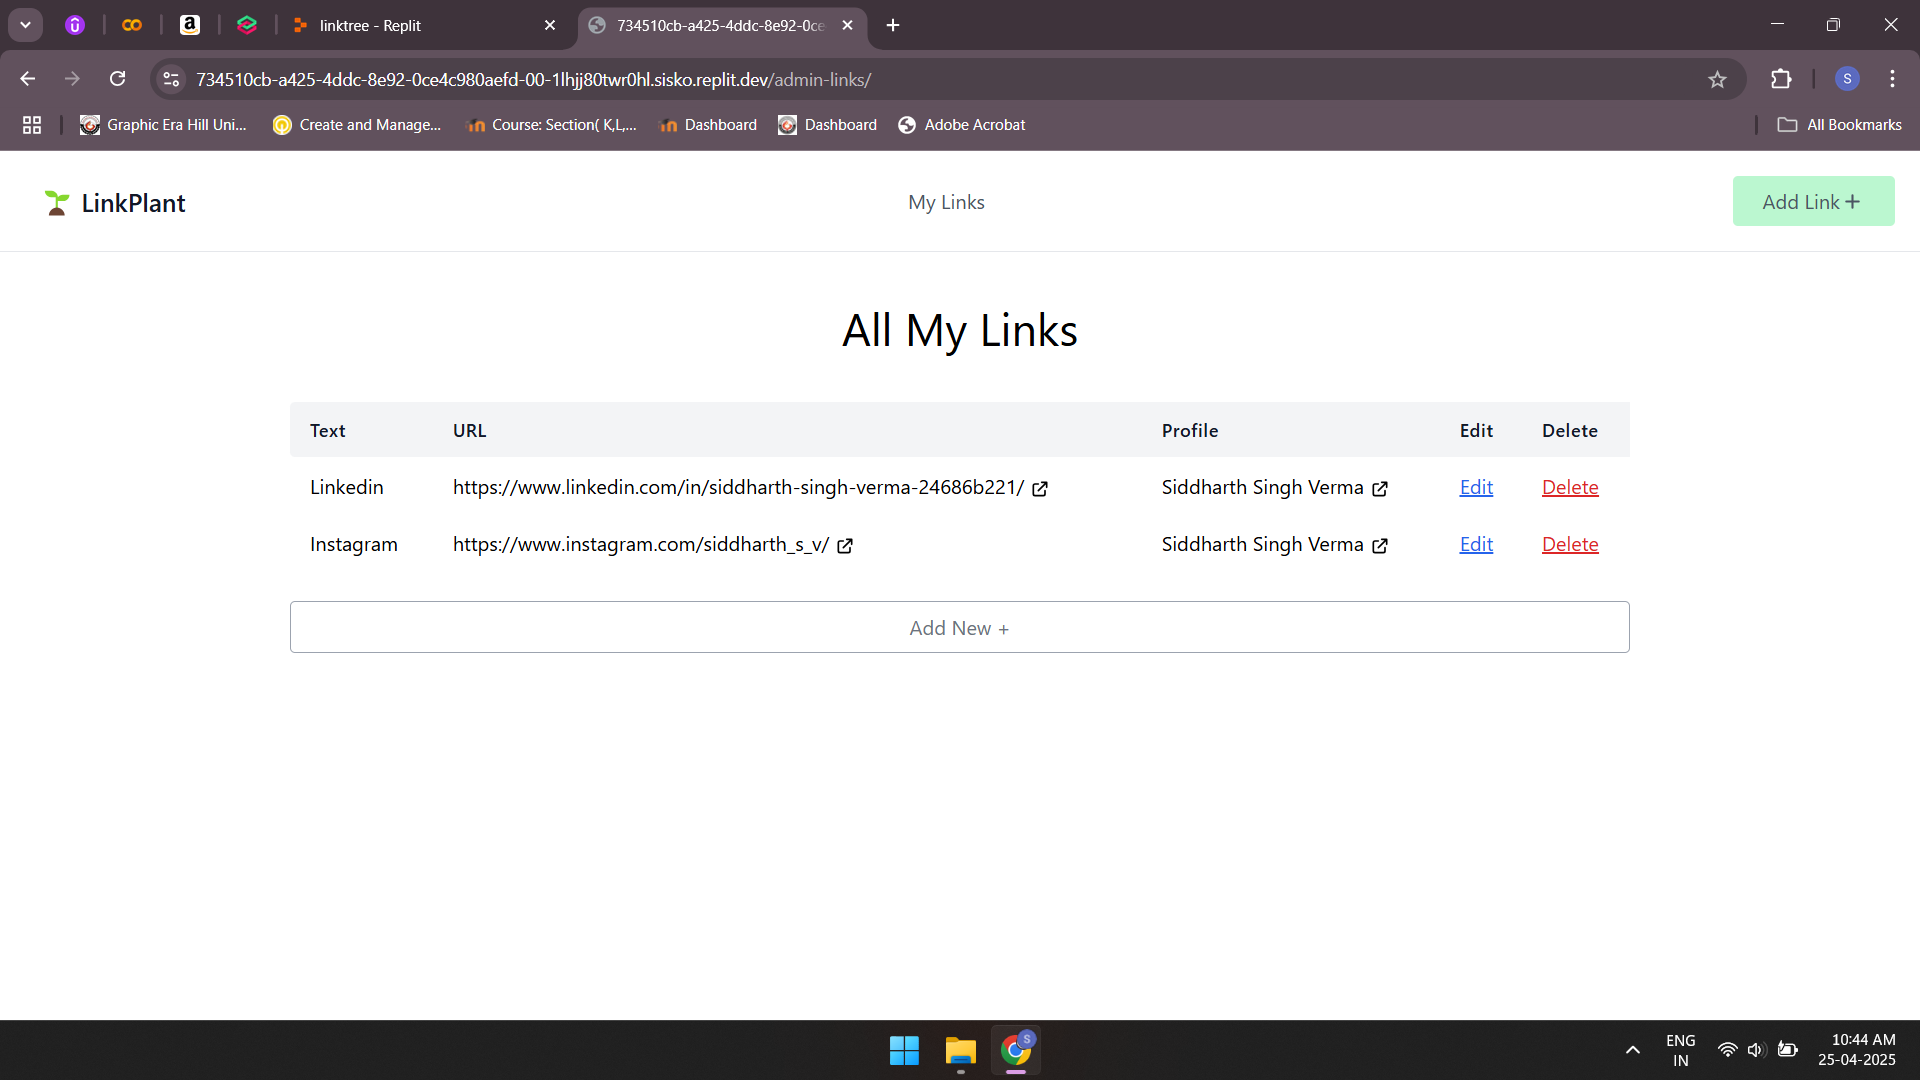 linktree - Replit
734510cb-a425-4ddc-8e92-0ce
734510cb-a425-4ddc-8e92-0ce4c980aefd-00-1lhjj80twr0hl.sisko.replit.dev/admin-links/
S
Graphic Era Hill Uni...
Create and Manage...
Course: Section( K,L,...
Dashboard
Dashboard
Adobe Acrobat
All Bookmarks
LinkPlant
My Links
Add Link +
All My Links
Text URL Profile Edit Delete
Linkedin https://www.linkedin.com/in/siddharth-singh-verma-24686b221/ Siddharth Singh Verma Edit Delete
Instagram https://www.instagram.com/siddharth_s_v/ Siddharth Singh Verma Edit Delete
Add New +
S
ENG
IN
10:44 AM
25-04-2025